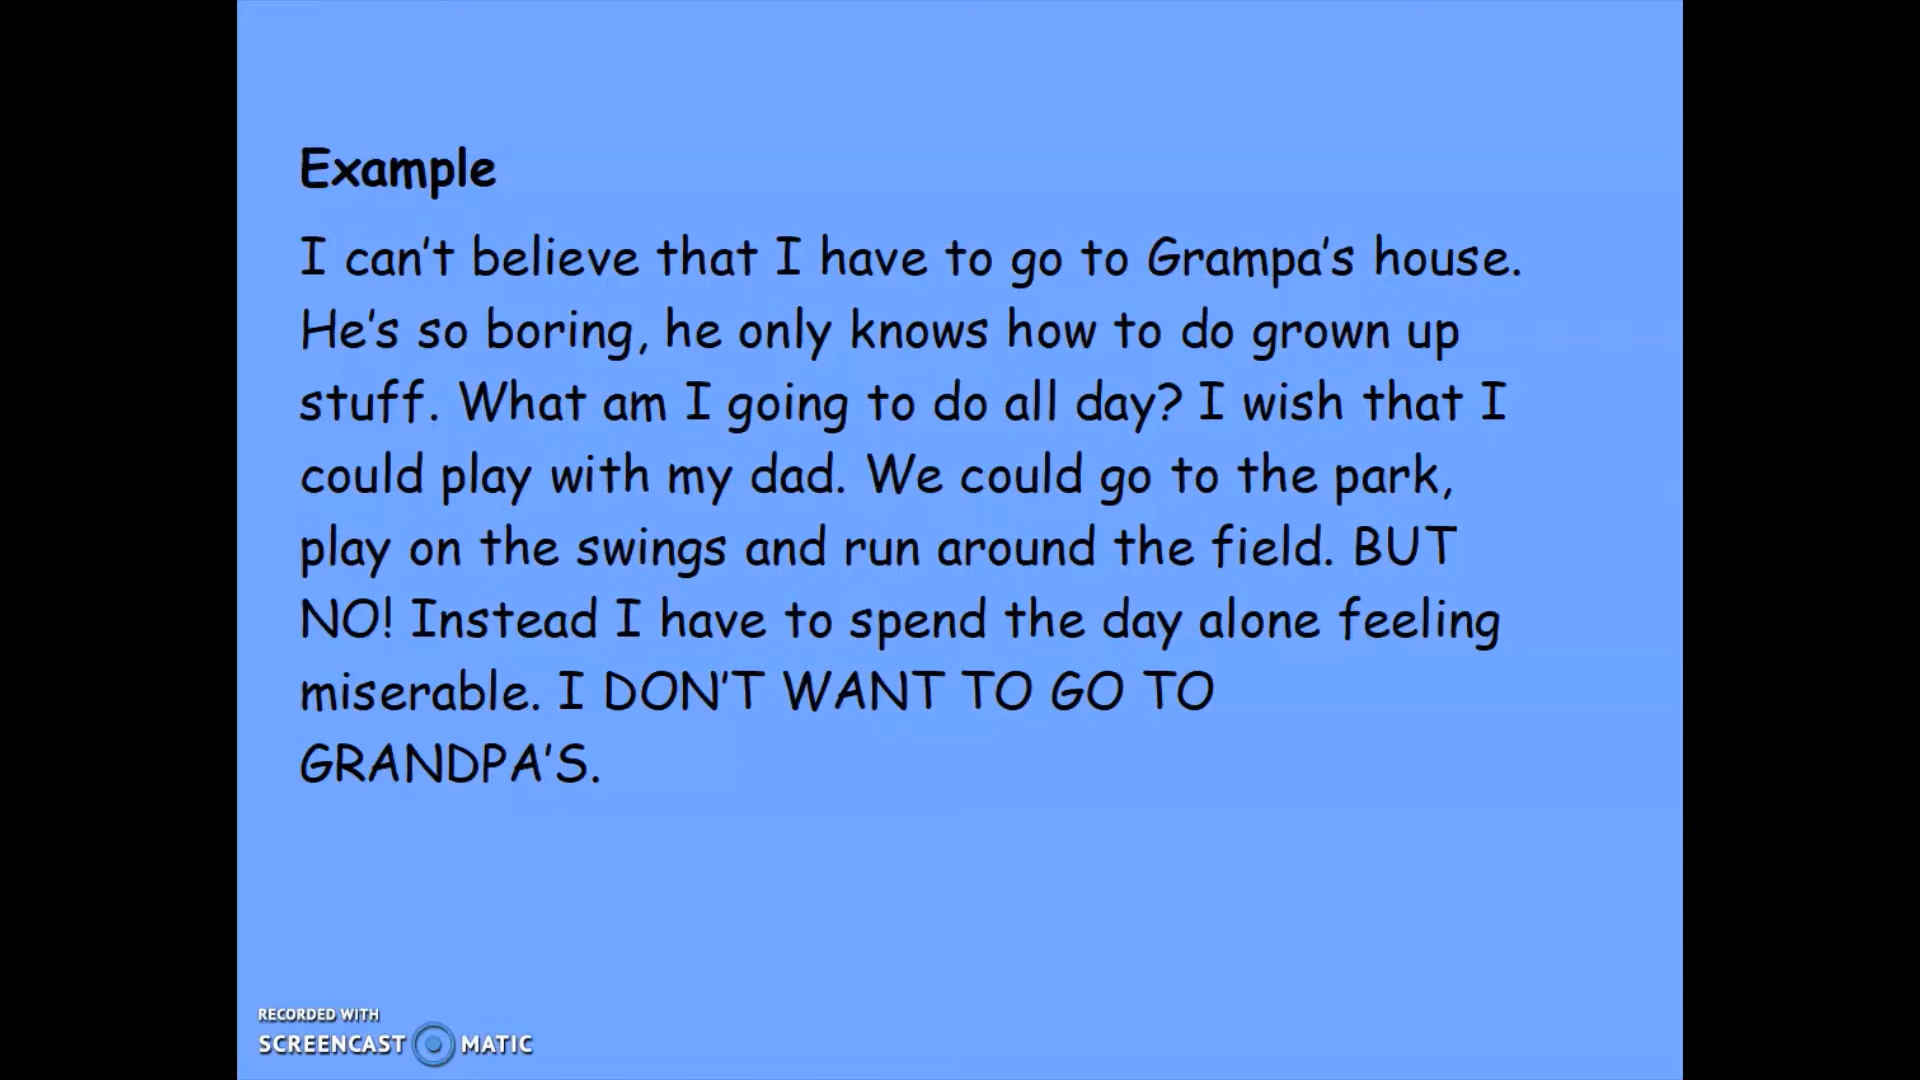 Example
I can't believe that I have to go to Grampa's house.
He's so boring, he only knows how to do grown up
stuff. What am I going to do all day? I wish that I
could play with my dad. We could go to the park,
play on the swings and run around the field. BUT
NO! Instead I have to spend the day alone feeling
miserable. I DON'T WANT TO GO TO
GRANDPA'S.
RECORDED WITH
SCREENCAST MATIC